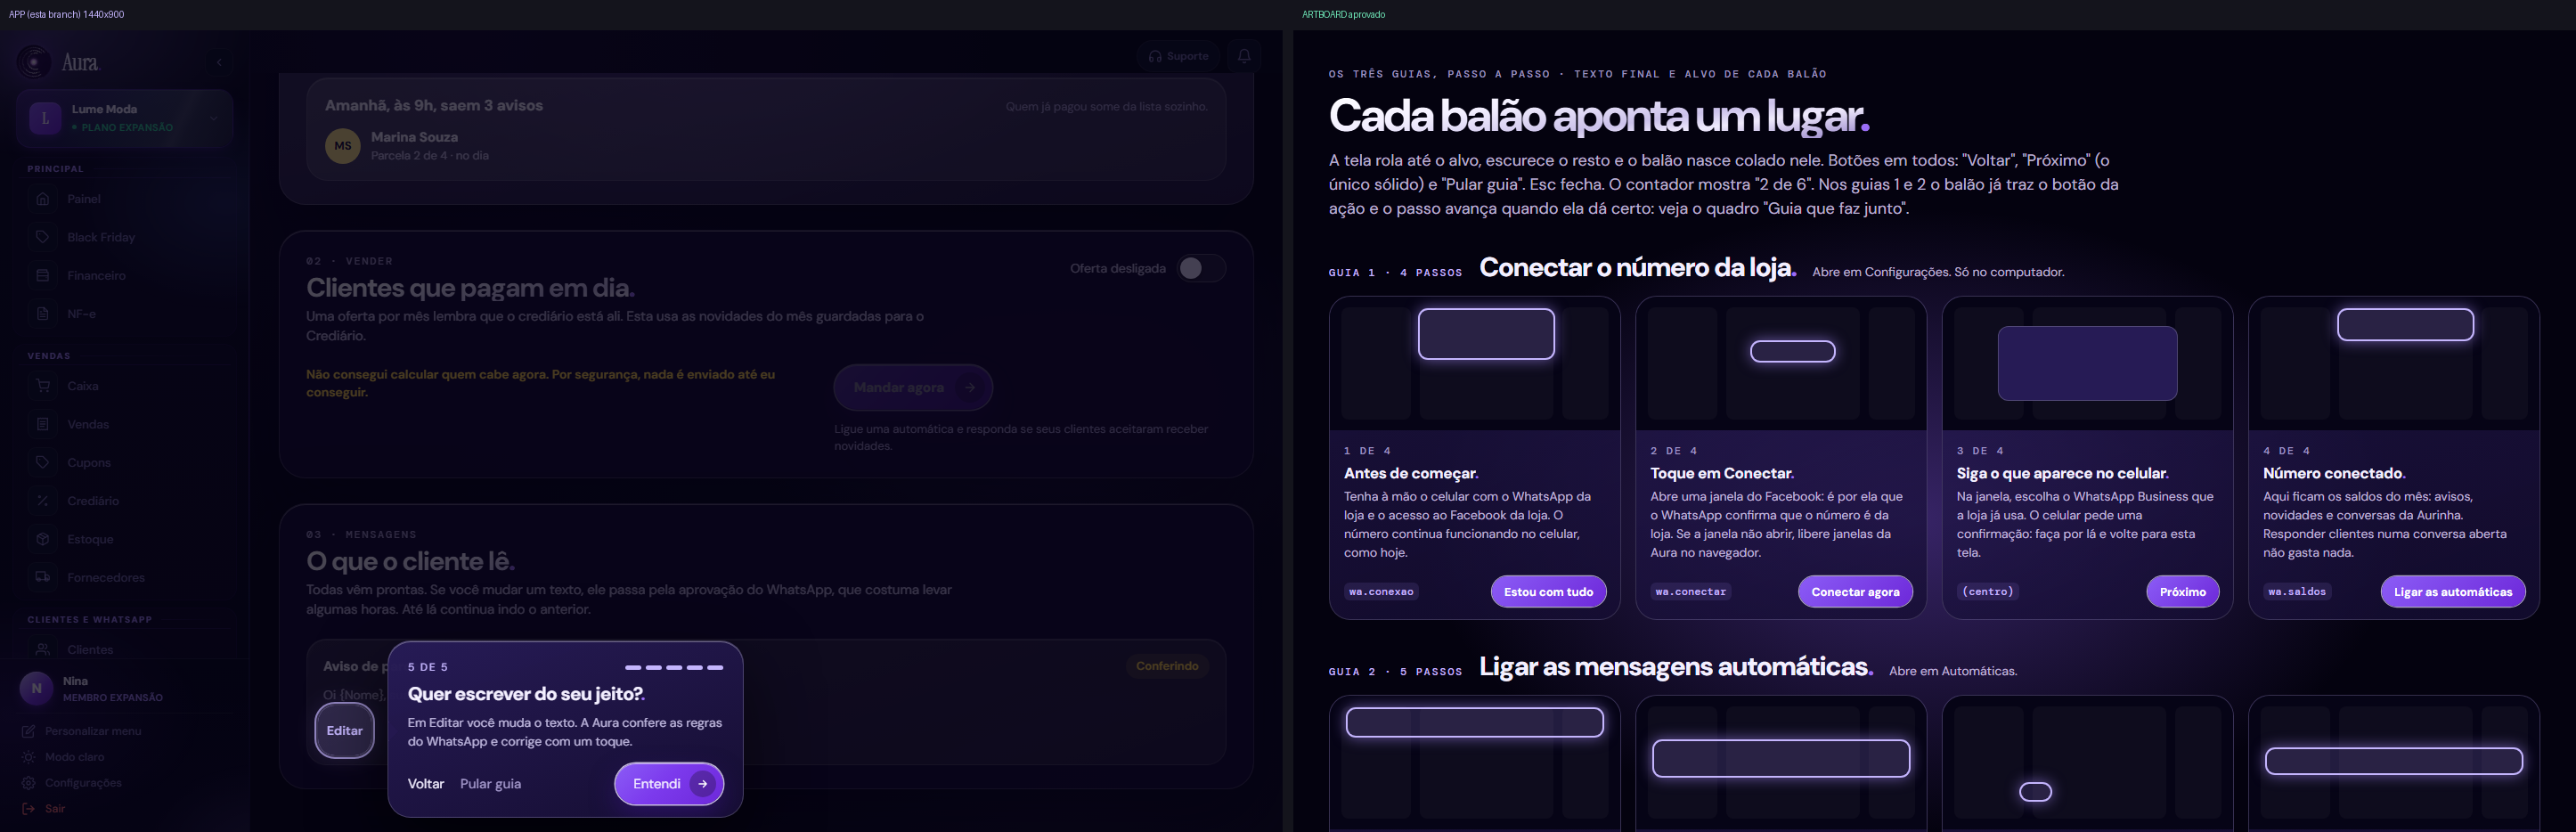 APP (esta branch) 1440x900
Aura
Suporte
L
Lume Moda
PLANO EXPANSÃO
PRINCIPAL
Painel
Black Friday
Financeiro
NF-e
VENDAS
Caixa
Vendas
Cupons
Crediário
Estoque
Fornecedores
CLIENTES E WHATSAPP
Clientes
N
Nina
MEMBRO EXPANSÃO
Personalizar menu
Modo claro
Configurações
Sair
Amanhã, às 9h, saem 3 avisos
Quem já pagou some da lista sozinho.
MS
Marina Souza
Parcela 2 de 4 · no dia
02 · VENDER
Clientes que pagam em dia.
Oferta desligada
Uma oferta por mês lembra que o crediário está ali. Esta usa as novidades do mês guardadas para o
Crediário.
Não consegui calcular quem cabe agora. Por segurança, nada é enviado até eu
conseguir.
Mandar agora
Ligue uma automática e responda se seus clientes aceitaram receber
novidades.
03 · MENSAGENS
O que o cliente lê.
Todas vêm prontas. Se você mudar um texto, ele passa pela aprovação do WhatsApp, que costuma levar
algumas horas. Até lá continua indo o anterior.
Aviso de p
Conferindo
Oi {Nome},
Editar
5 DE 5
Quer escrever do seu jeito?.
Em Editar você muda o texto. A Aura confere as regras
do WhatsApp e corrige com um toque.
Voltar
Pular guia
Entendi
ARTBOARD aprovado
OS TRÊS GUIAS, PASSO A PASSO · TEXTO FINAL E ALVO DE CADA BALÃO
Cada balão aponta um lugar.
A tela rola até o alvo, escurece o resto e o balão nasce colado nele. Botões em todos: "Voltar", "Próximo" (o
único sólido) e "Pular guia". Esc fecha. O contador mostra "2 de 6". Nos guias 1 e 2 o balão já traz o botão da
ação e o passo avança quando ela dá certo: veja o quadro "Guia que faz junto".
GUIA 1 · 4 PASSOS
Conectar o número da loja.
Abre em Configurações. Só no computador.
1 DE 4
Antes de começar.
Tenha à mão o celular com o WhatsApp da
loja e o acesso ao Facebook da loja. O
número continua funcionando no celular,
como hoje.
wa.conexao
Estou com tudo
2 DE 4
Toque em Conectar.
Abre uma janela do Facebook: é por ela que
o WhatsApp confirma que o número é da
loja. Se a janela não abrir, libere janelas da
Aura no navegador.
wa.conectar
Conectar agora
3 DE 4
Siga o que aparece no celular.
Na janela, escolha o WhatsApp Business que
a loja já usa. O celular pede uma
confirmação: faça por lá e volte para esta
tela.
(centro)
Próximo
4 DE 4
Número conectado.
Aqui ficam os saldos do mês: avisos,
novidades e conversas da Aurinha.
Responder clientes numa conversa aberta
não gasta nada.
wa.saldos
Ligar as automáticas
GUIA 2 · 5 PASSOS
Ligar as mensagens automáticas.
Abre em Automáticas.